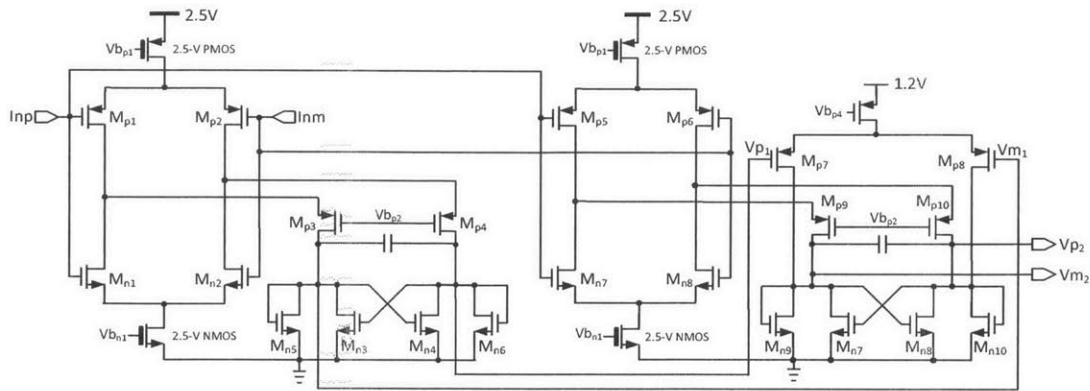 2.5V
2.5V
Vbp1
2.5-V PMOS
Vbp1
2.5-V PMOS
1.2V
Vbp4
Inp
Mp1
Mp2
Inm
Mp5
Mp6
Vp1
Mp7
Mp8
Vm1
Mp3
Vbp2
Mp4
Mp9
Vbp2
Mp10
Vp2
Mn1
Mn2
Mn7
Mn8
Vm2
Vbn1
2.5-V NMOS
Mn5
Mn3
Mn4
Mn6
Vbn1
2.5-V NMOS
Mn9
Mn7
Mn8
Mn10